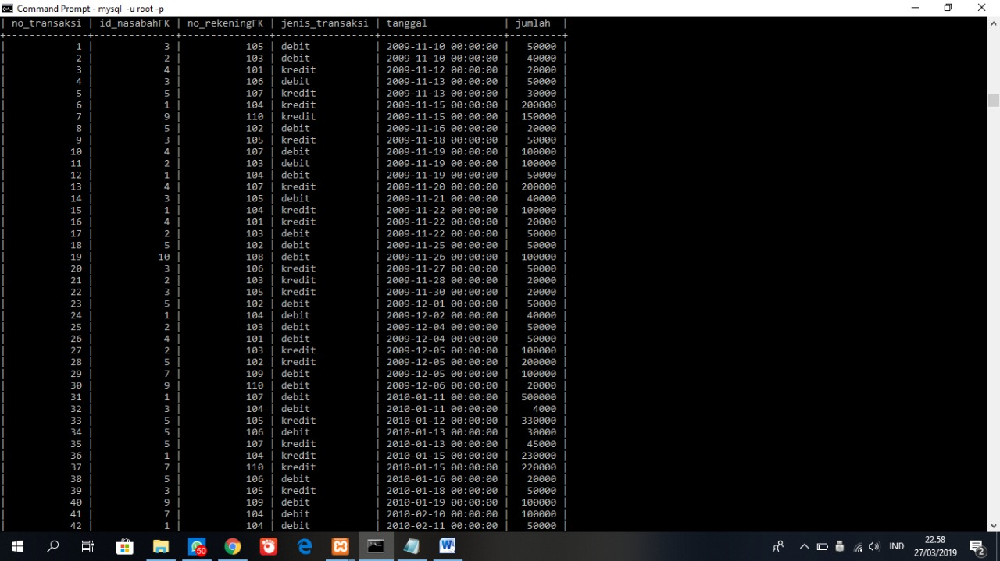 Command Prompt - mysql -u root -p
| no_transaksi | id_nasabahFK | no_rekeningFK | jenis_transaksi | tanggal | jumlah |
| 1 | 3 | 105 | debit | 2009-11-10 00:00:00 | 50000 |
| 2 | 2 | 103 | debit | 2009-11-10 00:00:00 | 40000 |
| 3 | 4 | 101 | kredit | 2009-11-12 00:00:00 | 20000 |
| 4 | 3 | 106 | debit | 2009-11-13 00:00:00 | 50000 |
| 5 | 5 | 107 | kredit | 2009-11-13 00:00:00 | 30000 |
| 6 | 1 | 104 | kredit | 2009-11-15 00:00:00 | 200000 |
| 7 | 9 | 110 | kredit | 2009-11-15 00:00:00 | 150000 |
| 8 | 5 | 102 | debit | 2009-11-16 00:00:00 | 20000 |
| 9 | 3 | 105 | kredit | 2009-11-18 00:00:00 | 50000 |
| 10 | 4 | 107 | debit | 2009-11-19 00:00:00 | 100000 |
| 11 | 2 | 103 | debit | 2009-11-19 00:00:00 | 100000 |
| 12 | 1 | 104 | debit | 2009-11-19 00:00:00 | 50000 |
| 13 | 4 | 107 | kredit | 2009-11-20 00:00:00 | 200000 |
| 14 | 3 | 105 | debit | 2009-11-21 00:00:00 | 40000 |
| 15 | 1 | 104 | kredit | 2009-11-22 00:00:00 | 100000 |
| 16 | 4 | 101 | kredit | 2009-11-22 00:00:00 | 20000 |
| 17 | 2 | 103 | debit | 2009-11-22 00:00:00 | 50000 |
| 18 | 5 | 102 | debit | 2009-11-25 00:00:00 | 50000 |
| 19 | 10 | 108 | debit | 2009-11-26 00:00:00 | 100000 |
| 20 | 3 | 106 | kredit | 2009-11-27 00:00:00 | 50000 |
| 21 | 2 | 103 | kredit | 2009-11-28 00:00:00 | 20000 |
| 22 | 3 | 105 | kredit | 2009-11-30 00:00:00 | 20000 |
| 23 | 5 | 102 | debit | 2009-12-01 00:00:00 | 50000 |
| 24 | 1 | 104 | debit | 2009-12-02 00:00:00 | 40000 |
| 25 | 2 | 103 | debit | 2009-12-04 00:00:00 | 50000 |
| 26 | 4 | 101 | debit | 2009-12-04 00:00:00 | 50000 |
| 27 | 2 | 103 | kredit | 2009-12-05 00:00:00 | 100000 |
| 28 | 5 | 102 | kredit | 2009-12-05 00:00:00 | 200000 |
| 29 | 7 | 109 | debit | 2009-12-05 00:00:00 | 100000 |
| 30 | 9 | 110 | debit | 2009-12-06 00:00:00 | 20000 |
| 31 | 1 | 107 | debit | 2010-01-11 00:00:00 | 500000 |
| 32 | 3 | 104 | debit | 2010-01-11 00:00:00 | 4000 |
| 33 | 5 | 105 | kredit | 2010-01-12 00:00:00 | 330000 |
| 34 | 5 | 106 | debit | 2010-01-13 00:00:00 | 30000 |
| 35 | 5 | 107 | kredit | 2010-01-13 00:00:00 | 45000 |
| 36 | 1 | 104 | kredit | 2010-01-15 00:00:00 | 230000 |
| 37 | 7 | 110 | kredit | 2010-01-15 00:00:00 | 220000 |
| 38 | 5 | 106 | debit | 2010-01-16 00:00:00 | 20000 |
| 39 | 3 | 105 | kredit | 2010-01-18 00:00:00 | 50000 |
| 40 | 9 | 109 | debit | 2010-01-19 00:00:00 | 100000 |
| 41 | 7 | 104 | debit | 2010-02-10 00:00:00 | 100000 |
| 42 | 1 | 104 | debit | 2010-02-11 00:00:00 | 50000 |
50
IND
22.58
27/03/2019
2